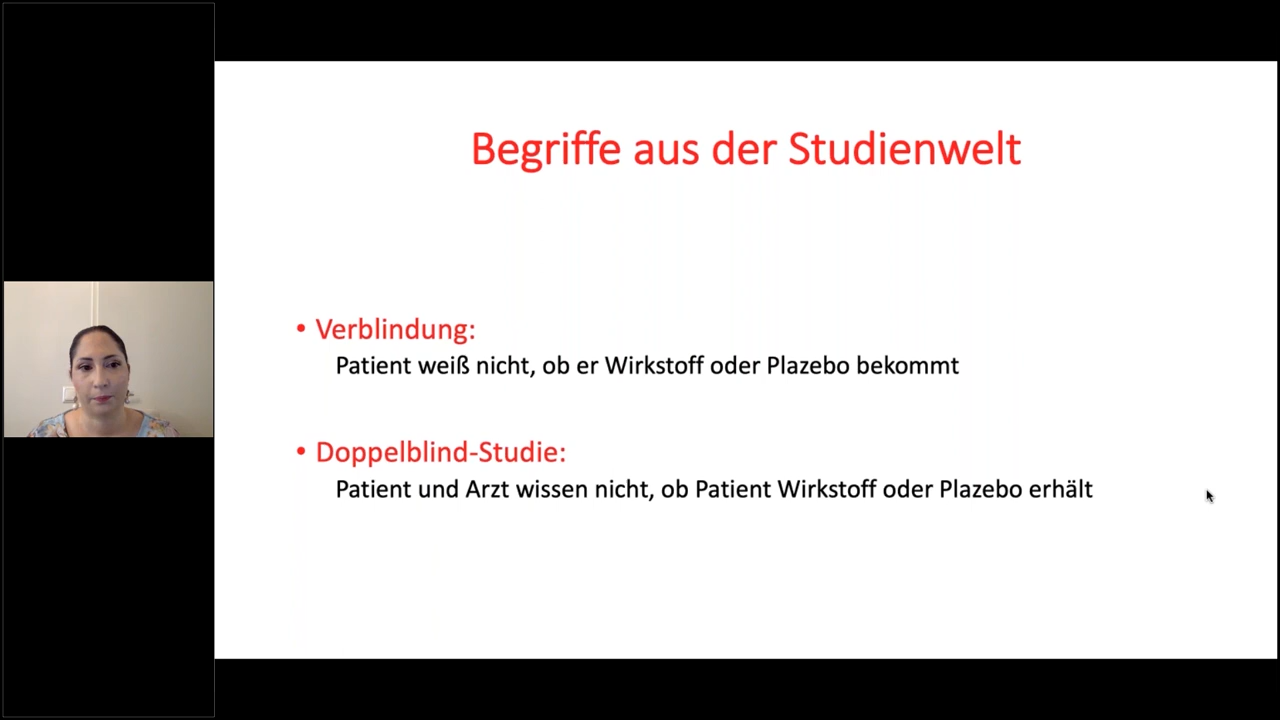 Begriffe aus der Studienwelt
• Verblindung:
Patient weiß nicht, ob er Wirkstoff oder Plazebo bekommt
• Doppelblind-Studie:
Patient und Arzt wissen nicht, ob Patient Wirkstoff oder Plazebo erhält